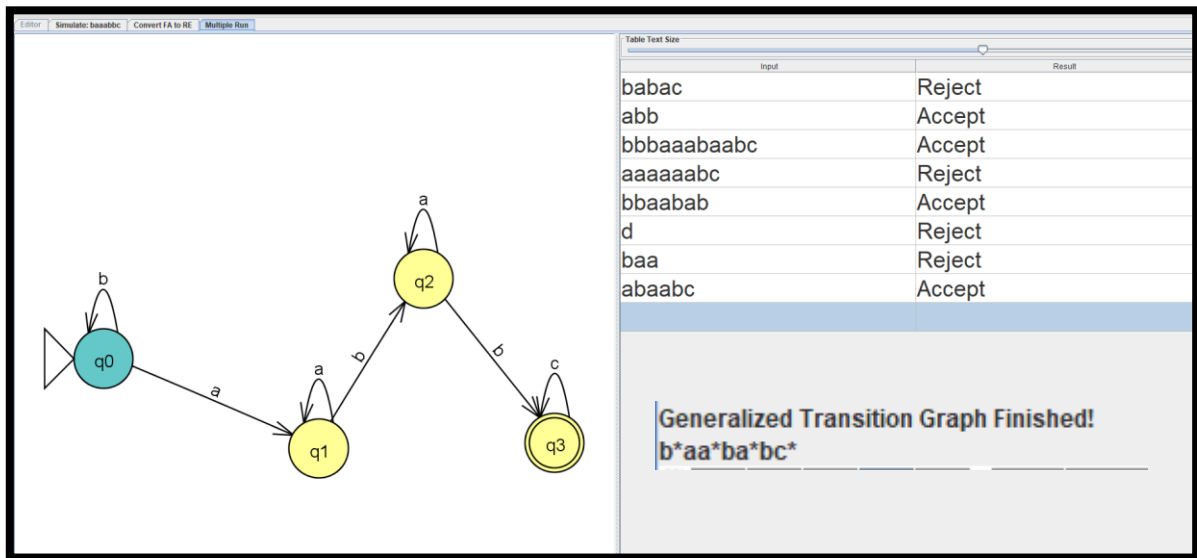 Editor Simulate: baaabbc Convert FA to RE Multiple Run
Table Text Size
Input Result
babac Reject
abb Accept
bbbaaabaabc Accept
aaaaaabc Reject
bbaabab Accept
d Reject
baa Reject
abaabc Accept
a
q2
b
q0
b
b
a
a
c
q1
q3
Generalized Transition Graph Finished!
b*aa*ba*bc*